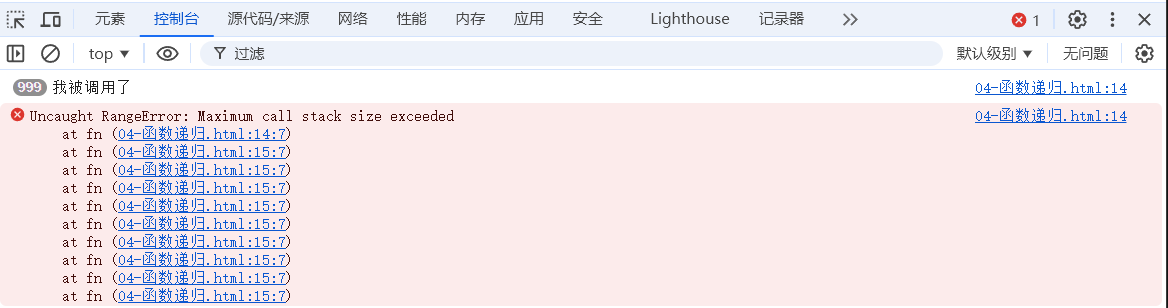 元素 控制台 源代码/来源 网络 性能 内存 应用 安全 Lighthouse 记录器 1
top 过滤 默认级别 无问题
999 我被调用了 04-函数递归.html:14
Uncaught RangeError: Maximum call stack size exceeded 04-函数递归.html:14
at fn (04-函数递归.html:14:7)
at fn (04-函数递归.html:15:7)
at fn (04-函数递归.html:15:7)
at fn (04-函数递归.html:15:7)
at fn (04-函数递归.html:15:7)
at fn (04-函数递归.html:15:7)
at fn (04-函数递归.html:15:7)
at fn (04-函数递归.html:15:7)
at fn (04-函数递归.html:15:7)
at fn (04-函数递归.html:15:7)